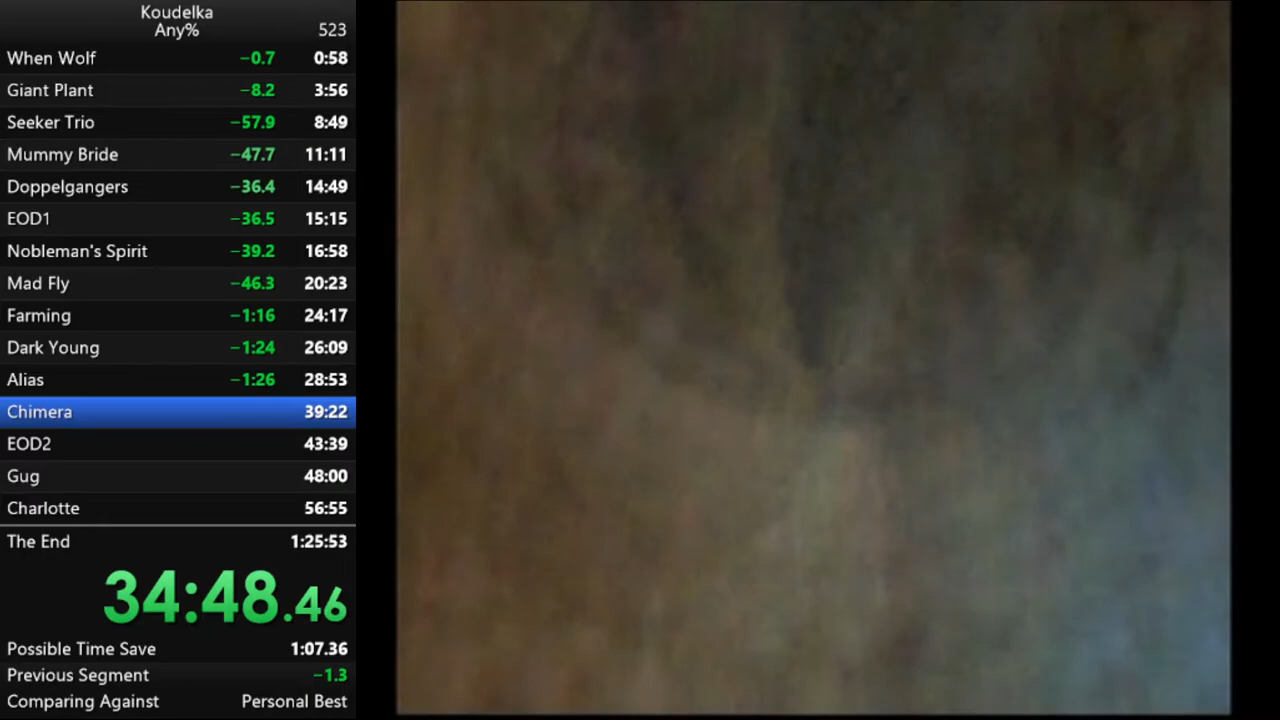 Koudelka
Any% 523
When Wolf −0.7 0:58
Giant Plant −8.2 3:56
Seeker Trio −57.9 8:49
Mummy Bride −47.7 11:11
Doppelgangers −36.4 14:49
EOD1 −36.5 15:15
Nobleman's Spirit −39.2 16:58
Mad Fly −46.3 20:23
Farming −1:16 24:17
Dark Young −1:24 26:09
Alias −1:26 28:53
Chimera 39:22
EOD2 43:39
Gug 48:00
Charlotte 56:55
The End 1:25:53
34:48.46
Possible Time Save 1:07.36
Previous Segment −1.3
Comparing Against Personal Best